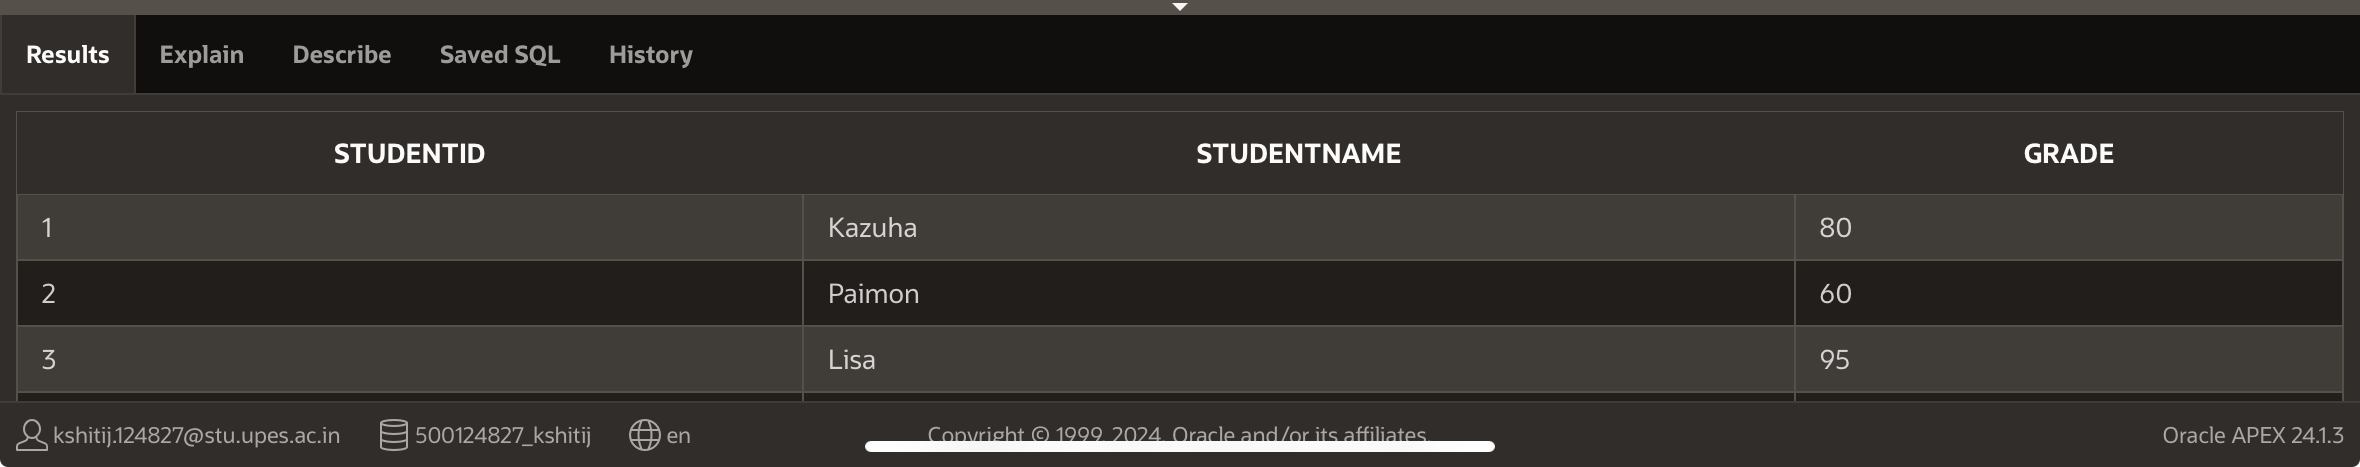 Results Explain Describe Saved SQL History
STUDENTID STUDENTNAME GRADE
1 Kazuha 80
2 Paimon 60
3 Lisa 95
kshitij.124827@stu.upes.ac.in 500124827_kshitij en Copyright © 1999, 2024, Oracle and/or its affiliates. Oracle APEX 24.1.3